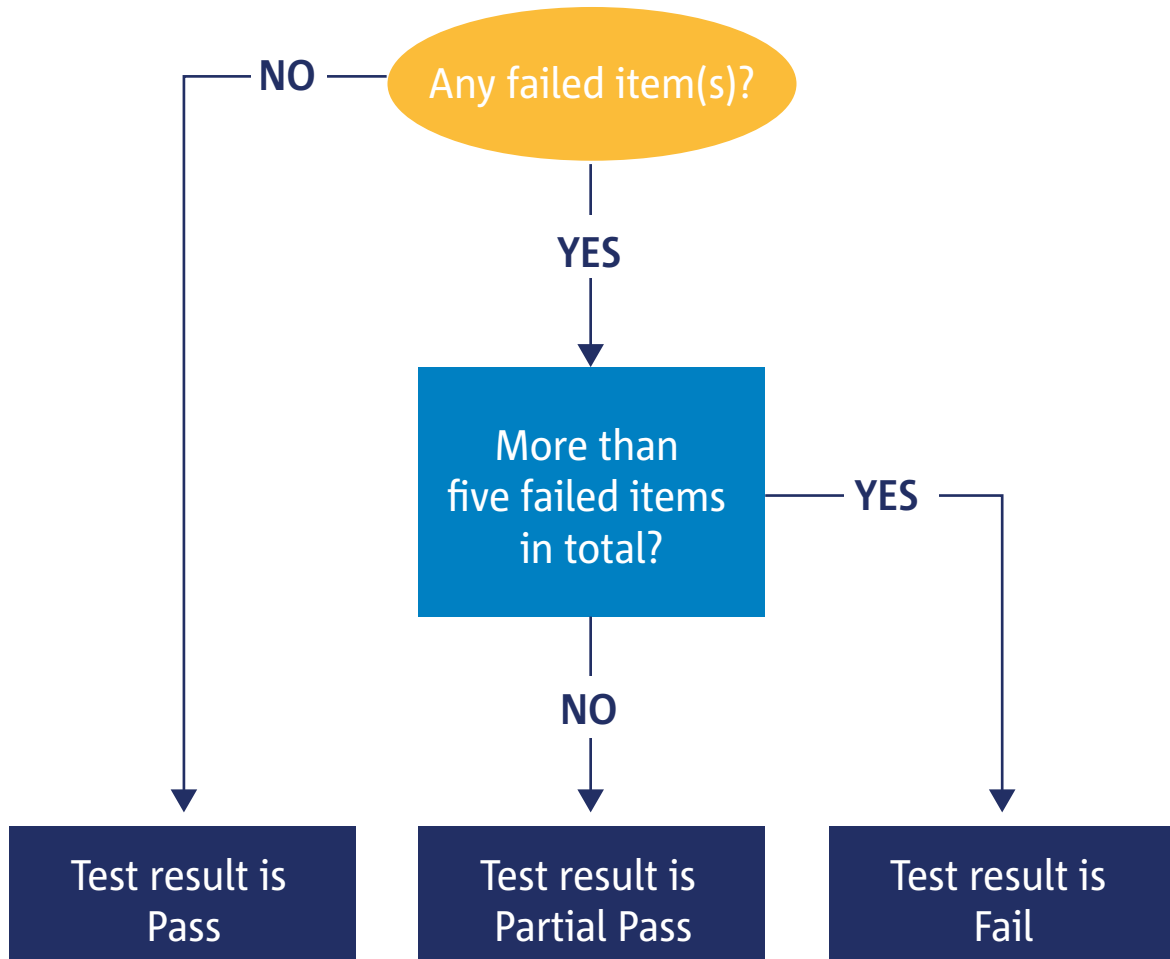 NO
Any failed item(s)?
YES
More than
five failed items
in total?
YES
NO
Test result is
Pass
Test result is
Partial Pass
Test result is
Fail